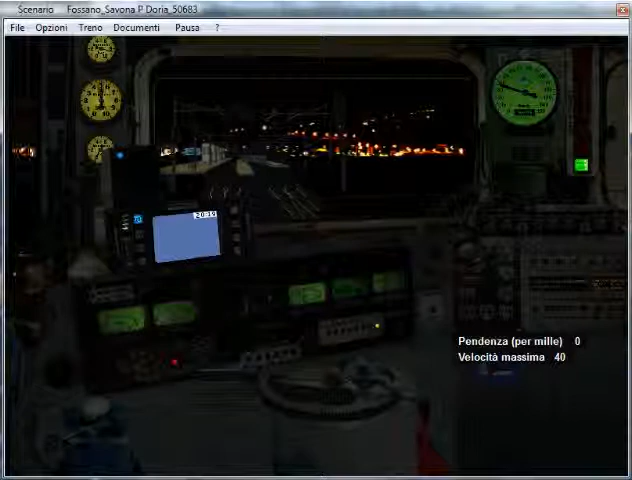 Scenario Fossano_Savona P Doria_50683
File Opzioni Treno Documenti Pausa ?
Pendenza (per mille) 0
Velocità massima 40